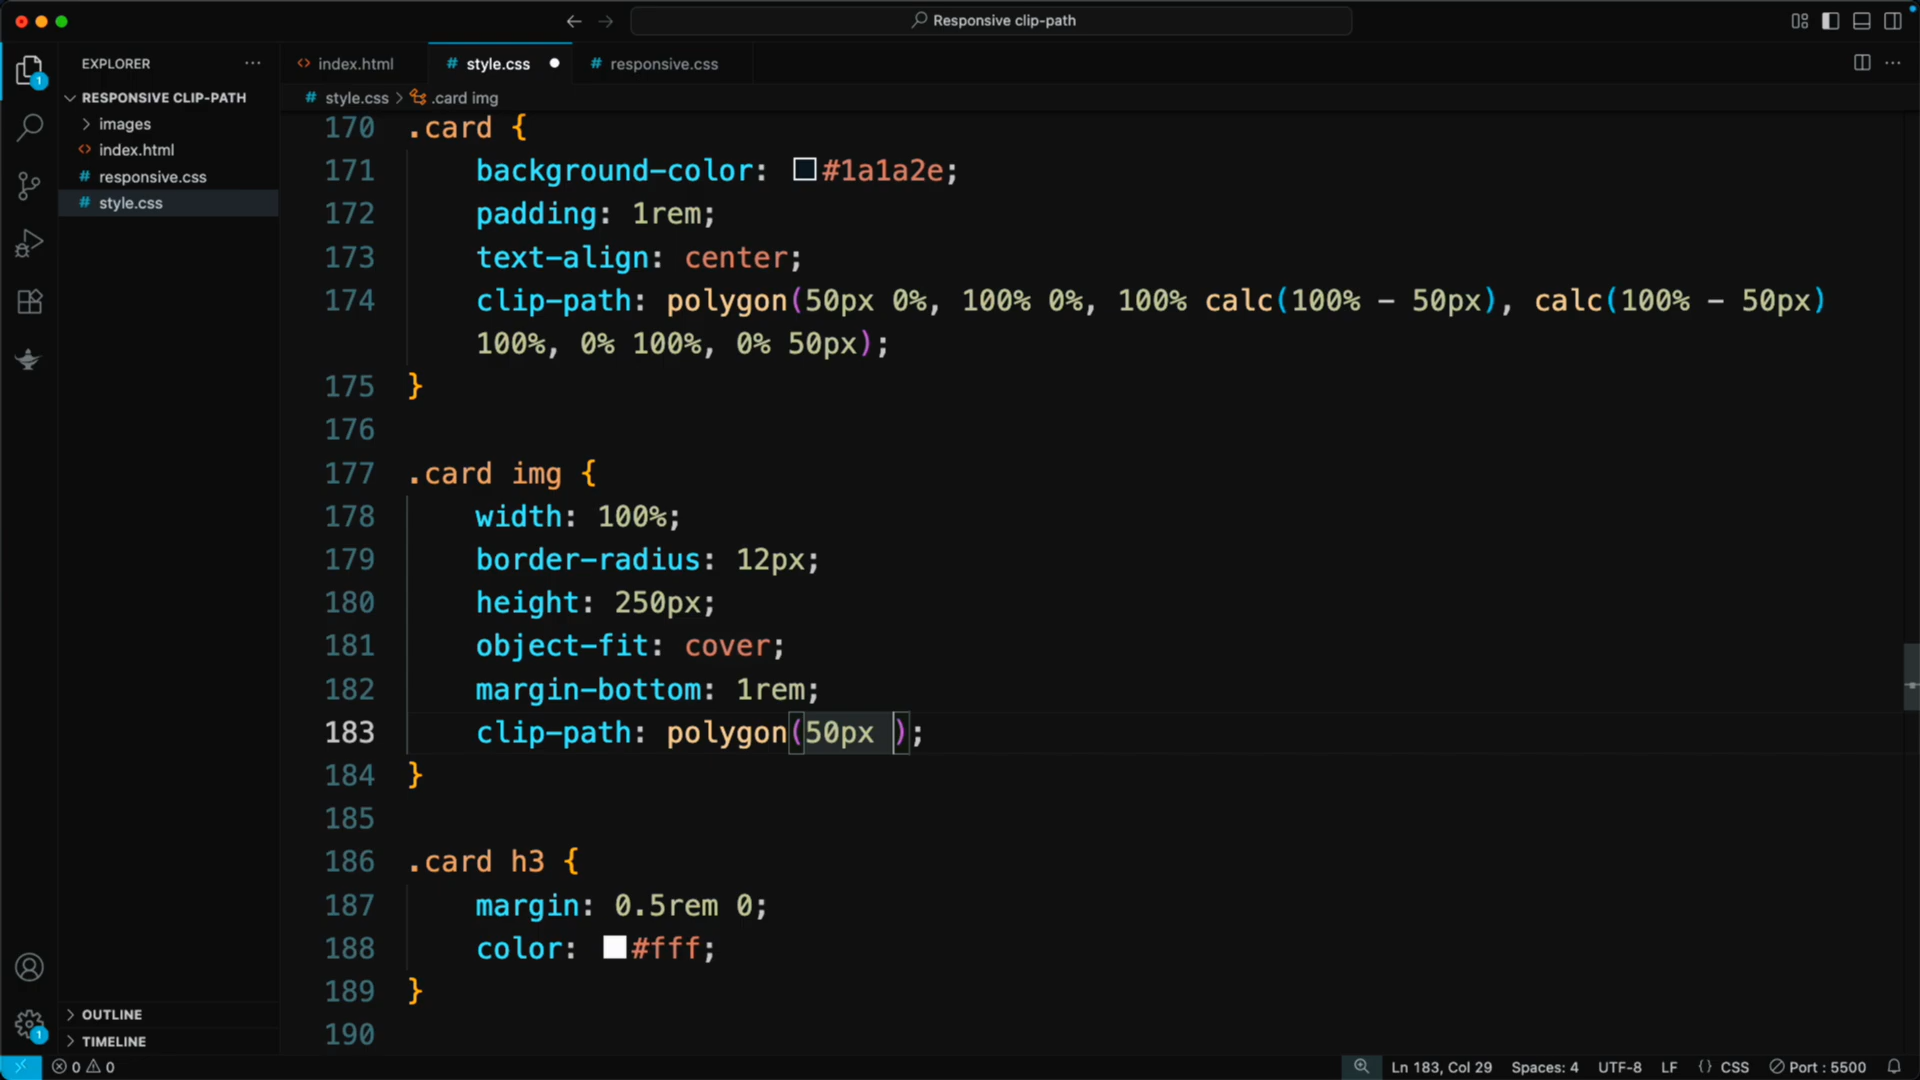 Responsive clip-path
EXPLORER
RESPONSIVE CLIP-PATH
images
index.html
responsive.css
style.css
OUTLINE
TIMELINE
index.html
style.css
responsive.css
style.css > .card img
170 .card {
171 background-color: #1a1a2e;
172 padding: 1rem;
173 text-align: center;
174 clip-path: polygon(50px 0%, 100% 0%, 100% calc(100% - 50px), calc(100% - 50px)
100%, 0% 100%, 0% 50px);
175 }
176
177 .card img {
178 width: 100%;
179 border-radius: 12px;
180 height: 250px;
181 object-fit: cover;
182 margin-bottom: 1rem;
183 clip-path: polygon(50px );
184 }
185
186 .card h3 {
187 margin: 0.5rem 0;
188 color: #fff;
189 }
190
1
1
0 0
Ln 183, Col 29 Spaces: 4 UTF-8 LF {} CSS Port : 5500